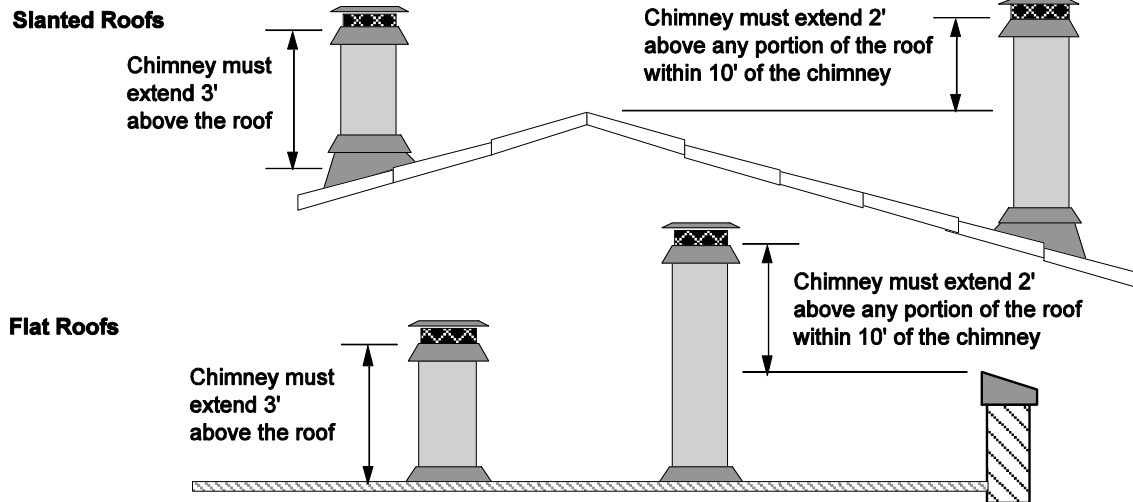 Slanted Roofs
Chimney must
extend 3'
above the roof
Chimney must extend 2'
above any portion of the roof
within 10' of the chimney
Flat Roofs
Chimney must
extend 3'
above the roof
Chimney must extend 2'
above any portion of the roof
within 10' of the chimney